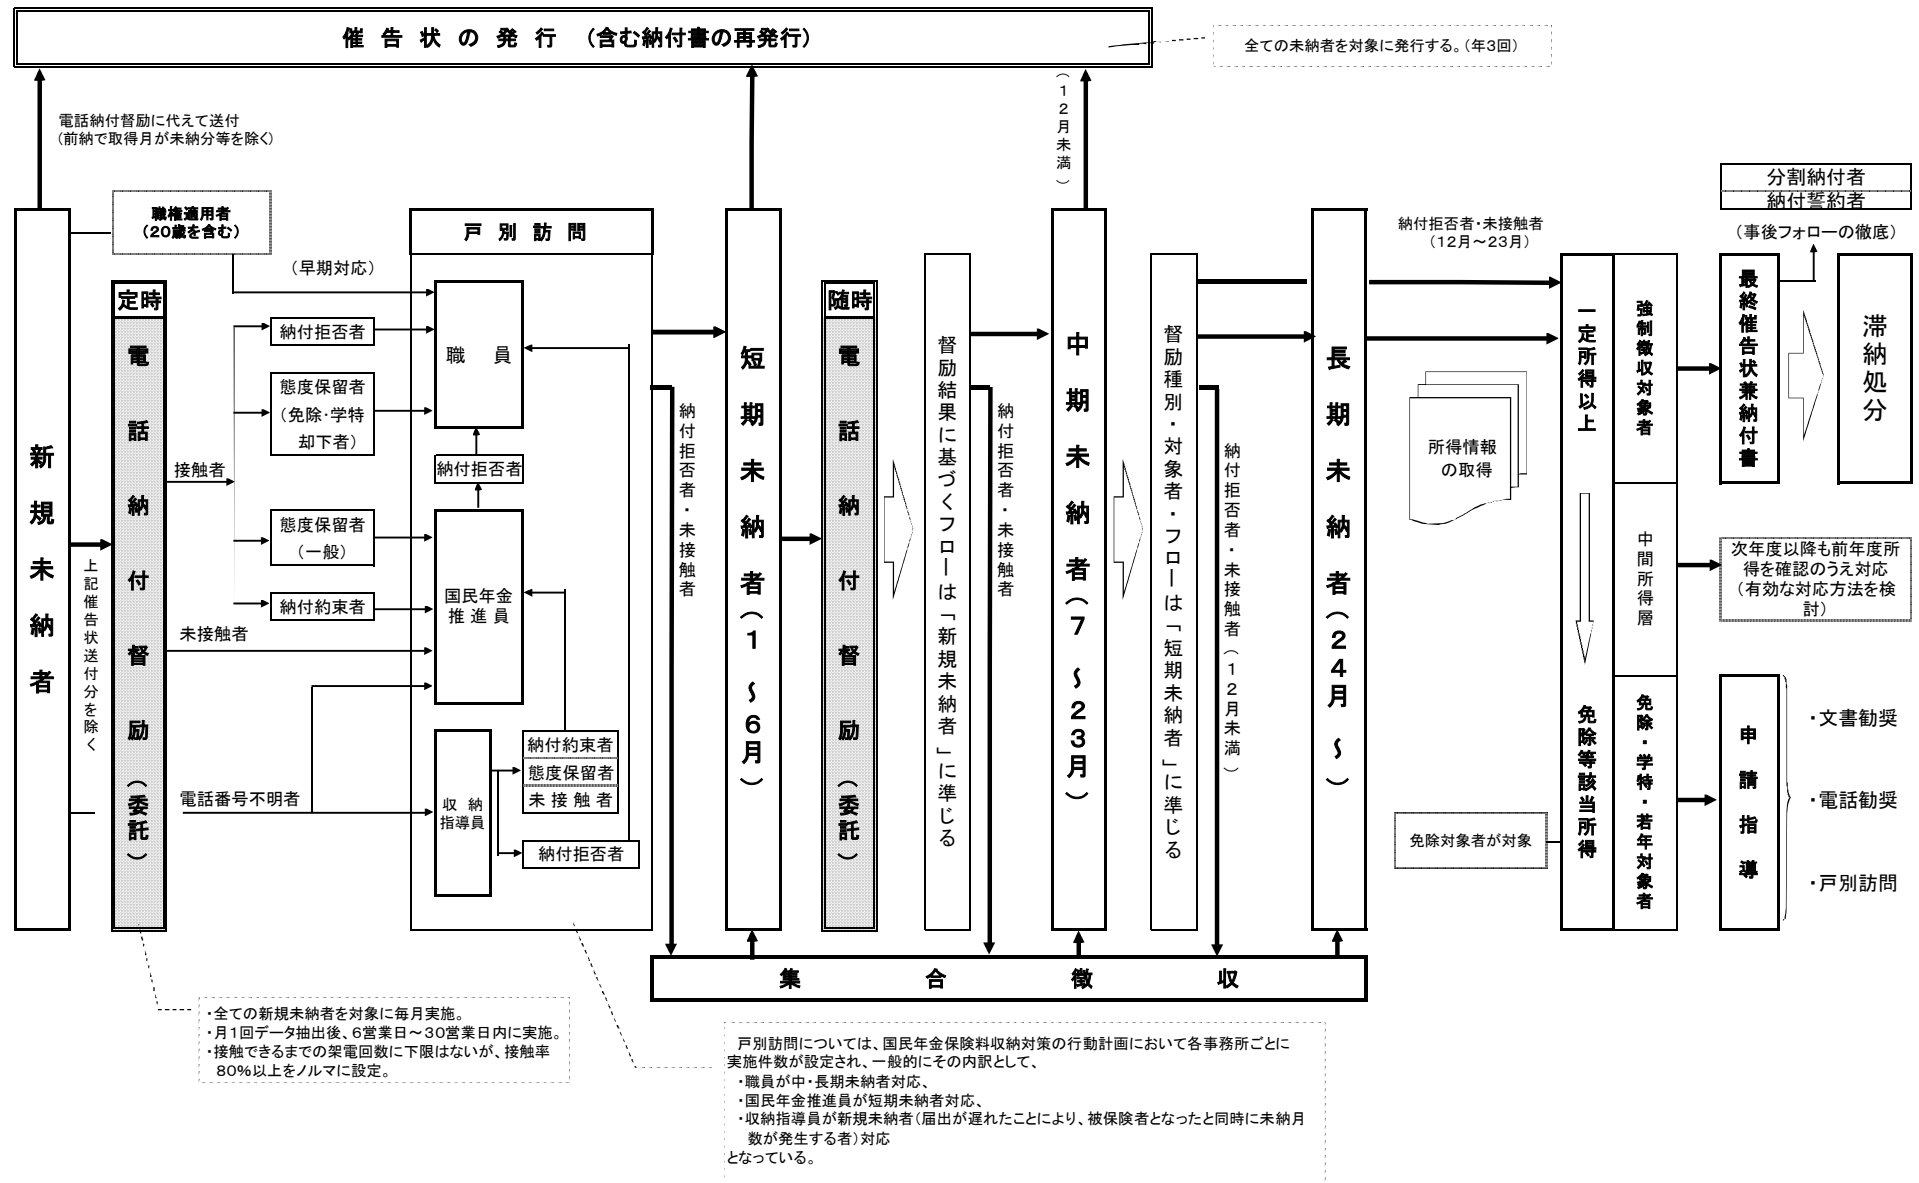 催告状の発行 (含む納付書の再発行)
全ての未納者を対象に発行する。(年3回)
電話納付督励に代えて送付
(前納で取得月が未納分等を除く)
新規未納者
上記催告状送付分を除く
職権適用者
(20歳を含む)
定時
電話納付督励(委託)
接触者
未接触者
電話番号不明者
(早期対応)
納付拒否者
態度保留者
(免除・学特
却下者)
態度保留者
(一般)
納付約束者
戸別訪問
職 員
納付拒否者
国民年金
推進員
収 納
指導員
納付約束者
態度保留者
未接触者
納付拒否者
納付拒否者・未接触者
短期未納者(1~6月)
随時
電話納付督励(委託)
督励結果に基づくフローは「新規未納者」に準じる
納付拒否者・未接触者
(12月未満)
中期未納者(7~23月)
督励種別・対象者・フローは「短期未納者」に準じる
納付拒否者・未接触者(12月未満)
長期未納者(24月~)
集合徴収
納付拒否者・未接触者
(12月~23月)
所得情報
の取得
免除対象者が対象
一定所得以上
免除等該当所得
強制徴収対象者
中間所得層
免除・学特・若年対象者
分割納付者
納付誓約者
(事後フォローの徹底)
最終催告状兼納付書
滞納処分
次年度以降も前年度所
得を確認のうえ対応
(有効な対応方法を検
討)
申請指導
・文書勧奨
・電話勧奨
・戸別訪問
・全ての新規未納者を対象に毎月実施。
・月1回データ抽出後、6営業日~30営業日内に実施。
・接触できるまでの架電回数に下限はないが、接触率
80%以上をノルマに設定。
戸別訪問については、国民年金保険料収納対策の行動計画において各事務所ごとに
実施件数が設定され、一般的にその内訳として、
・職員が中・長期未納者対応、
・国民年金推進員が短期未納者対応、
・収納指導員が新規未納者(届出が遅れたことにより、被保険者となったと同時に未納月
数が発生する者)対応
となっている。